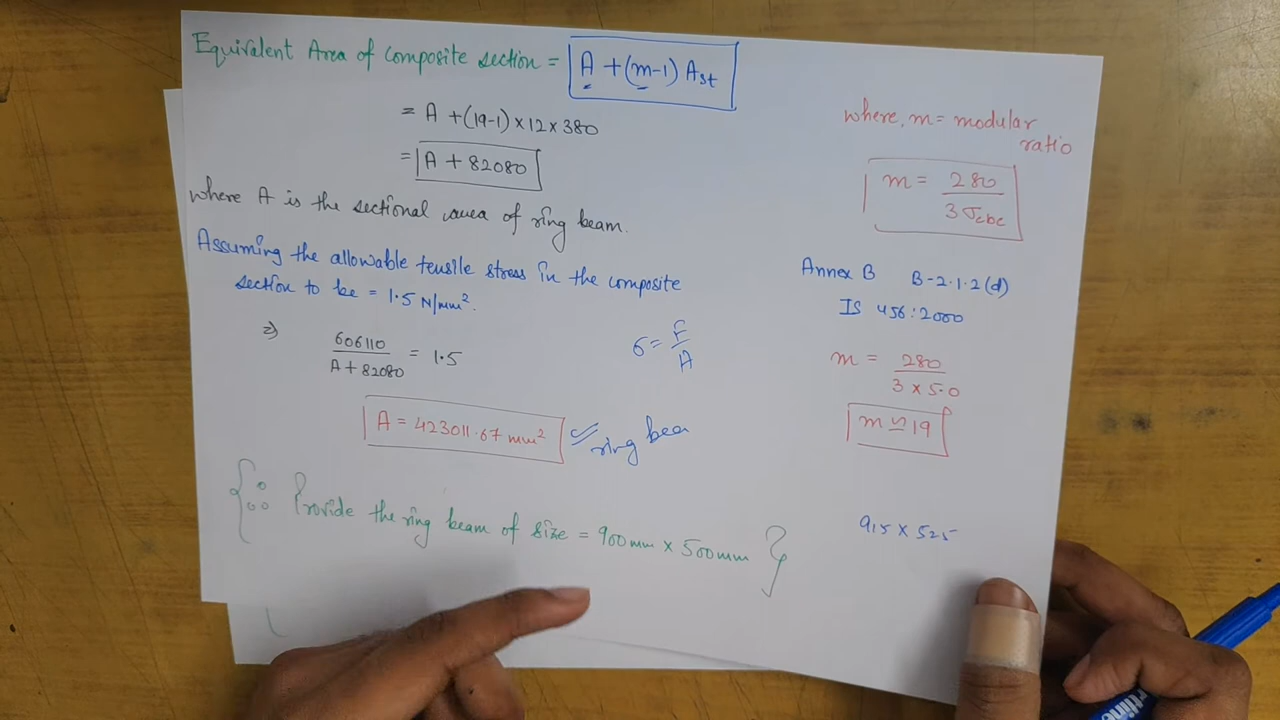 Equivalent Area of composite section = A + (m-1) Ast
= A + (19-1) × 12 × 380
= A + 82080
where A is the sectional area of ring beam.
Assuming the allowable tensile stress in the composite
section to be = 1.5 N/mm²
⇒ 606110 / A + 82080 = 1.5
σ = F/A
A = 423011.67 mm²
ring bea
∴ Provide the ring beam of size = 900mm × 500mm
where, m = modular
ratio
m = 280 / 3σcbc
Annex B B-2.1.2(d)
IS 456:2000
m = 280 / 3 × 5.0
m ≃ 19
915 × 525